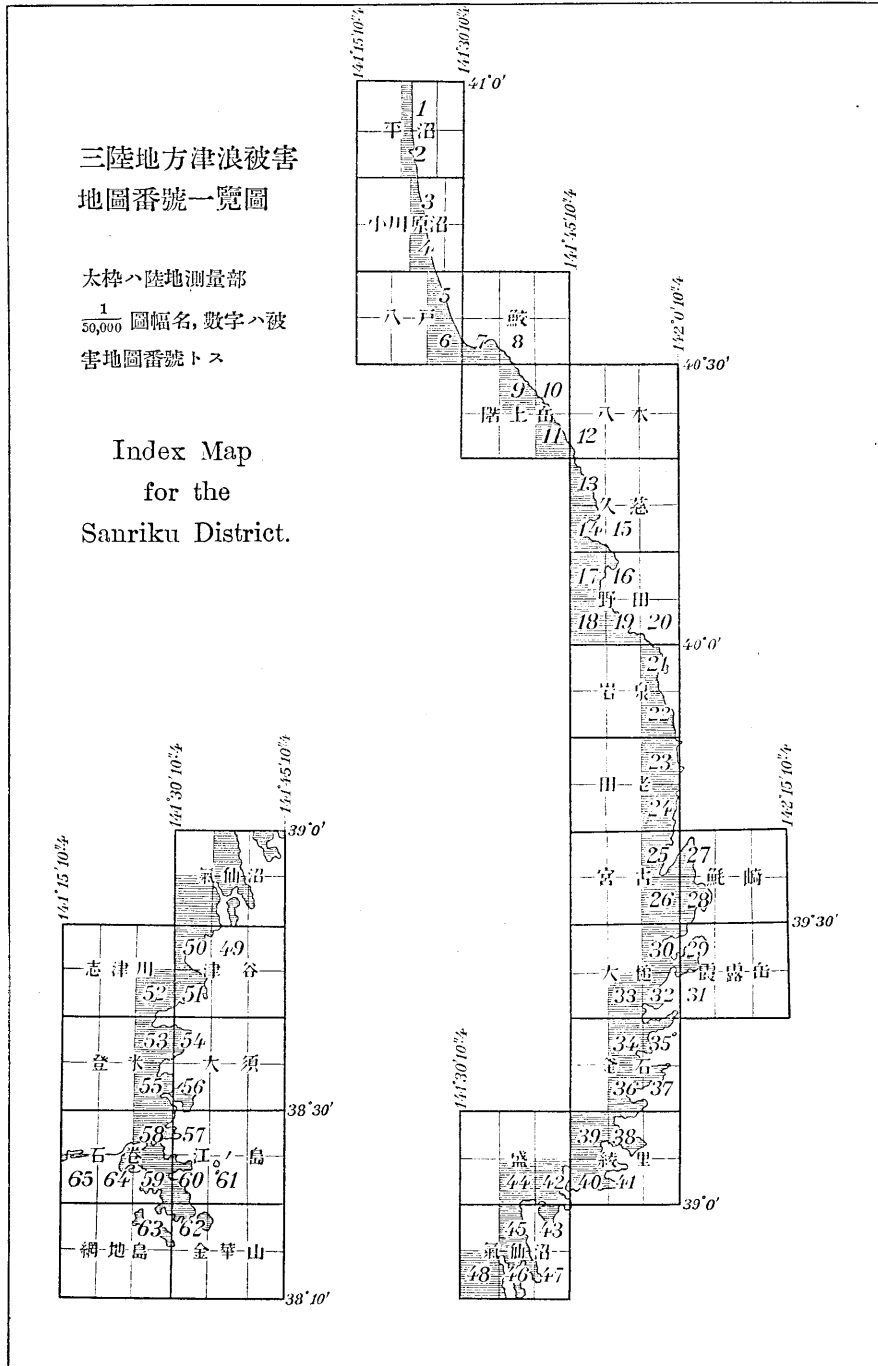 三陸地方津浪被害
地圖番號一覽圖
太枠ハ陸地測量部
1/50,000 圖幅名,數字ハ被
害地圖番號トス
Index Map
for the
Sanriku District.
141°15'10"4
141°30'10"4
41°0'
1
平沼
2
3
小川原沼
4
141°45'10"4
5
八戸
鮫
6
7
8
142°0'10"4
40°30'
9
10
階上岳
八木
11
12
13
久慈
14
15
17
16
野田
18
19
20
40°0'
21
岩泉
22
23
田老
24
142°15'10"4
25
27
宮古
魹崎
26
28
39°30'
30
29
大槌
霞露岳
33
32
31
34
35
釜石
36
37
141°30'10"4
39
38
盛
綾里
44
42
40
41
39°0'
45
43
氣仙沼
48
46
47
141°15'10"4
141°30'10"4
141°45'10"4
39°0'
氣仙沼
50
49
志津川
津谷
52
51
53
54
登米
大須
55
56
38°30'
58
57
石巻
江ノ島
65
64
59
60
61
63
62
網地島
金華山
38°10'